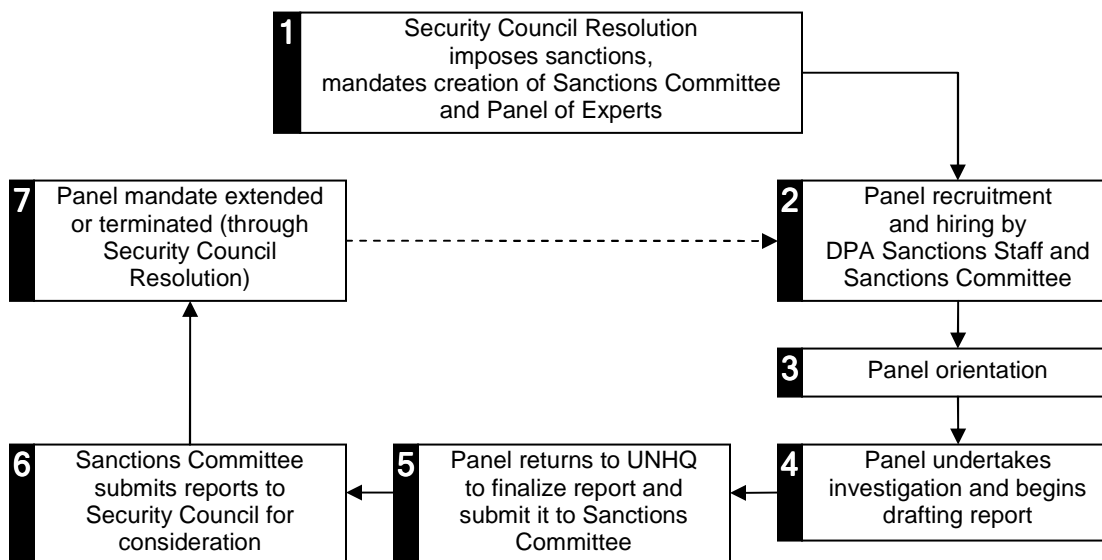 1
Security Council Resolution
imposes sanctions,
mandates creation of Sanctions Committee
and Panel of Experts
2
Panel recruitment
and hiring by
DPA Sanctions Staff and
Sanctions Committee
3
Panel orientation
4
Panel undertakes
investigation and begins
drafting report
5
Panel returns to UNHQ
to finalize report and
submit it to Sanctions
Committee
6
Sanctions Committee
submits reports to
Security Council for
consideration
7
Panel mandate extended
or terminated (through
Security Council
Resolution)